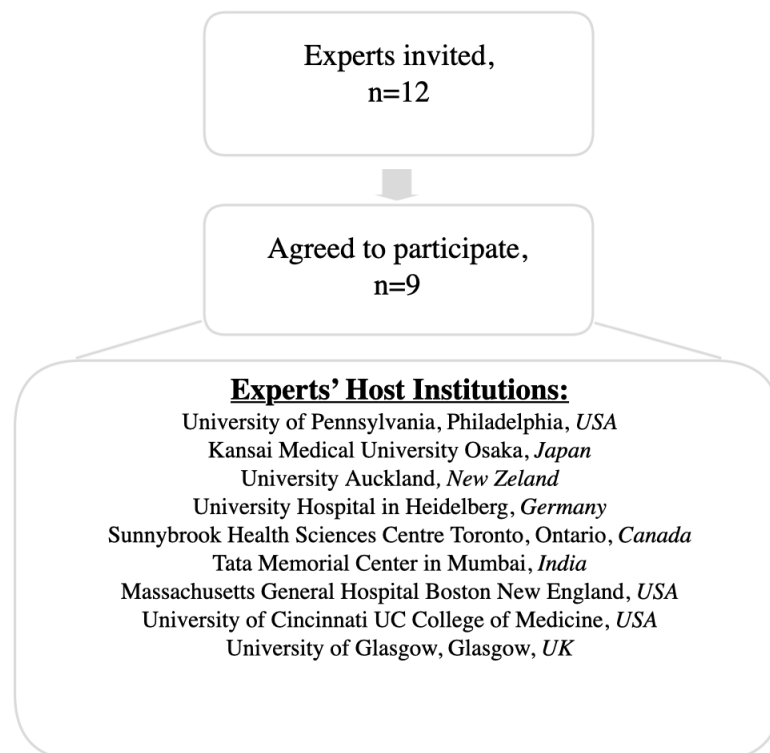 Experts invited,
n=12
Agreed to participate,
n=9
Experts’ Host Institutions:
University of Pennsylvania, Philadelphia, USA
Kansai Medical University Osaka, Japan
University Auckland, New Zeland
University Hospital in Heidelberg, Germany
Sunnybrook Health Sciences Centre Toronto, Ontario, Canada
Tata Memorial Center in Mumbai, India
Massachusetts General Hospital Boston New England, USA
University of Cincinnati UC College of Medicine, USA
University of Glasgow, Glasgow, UK